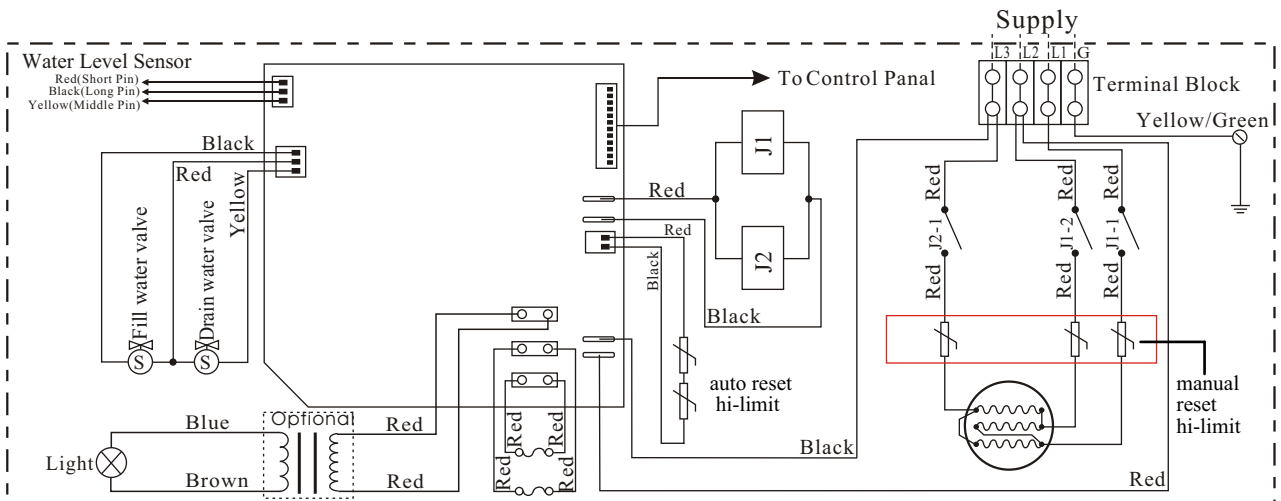 Supply
L3 L2 L1 G
Terminal Block
Yellow/Green
Water Level Sensor
Red(Short Pin)
Black(Long Pin)
Yellow(Middle Pin)
To Control Panal
Black
Red
Yellow
Fill water valve
Drain water valve
S
S
J1
J2
Red
Red
Black
Black
auto reset
hi-limit
Red
Red
Red
J2-1
J1-2
J1-1
Red
Red
Red
manual
reset
hi-limit
Optional
Blue
Brown
Light
Red
Red
Red
Red
Red
Red
Black
Red